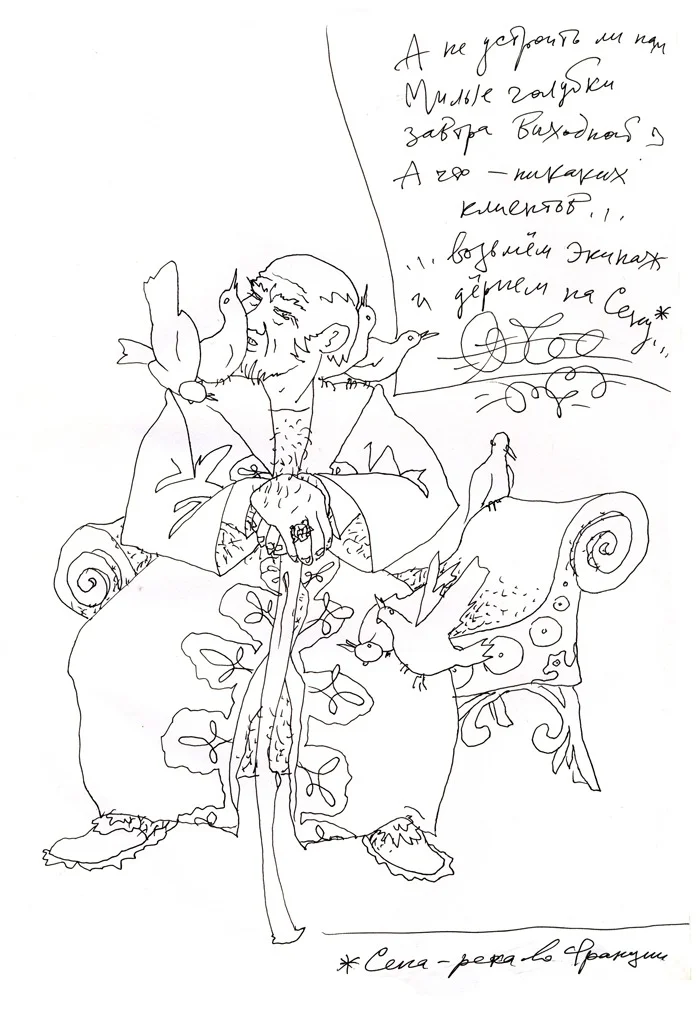 А не устроить ли нам
Милые голубки
завтра Виходной?
А что – никаких
клиентов...
... возьмём экипаж
и дёрнем на Сену*...
* Сена – река во Франции